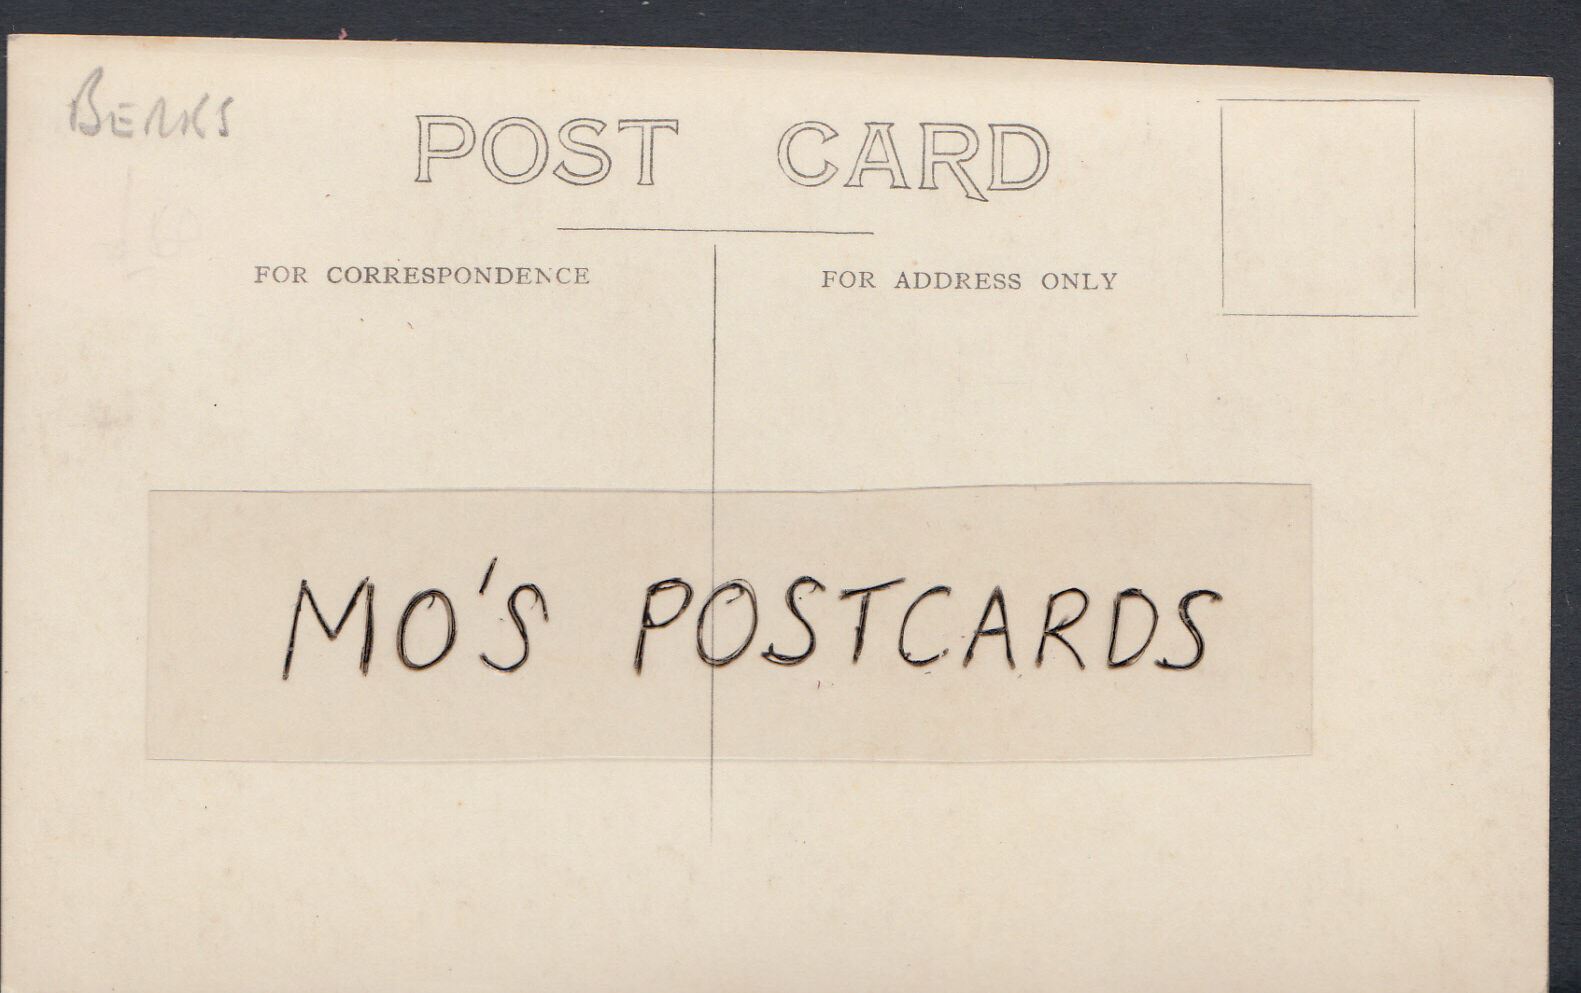 BERKS
POST CARD
FOR CORRESPONDENCE
FOR ADDRESS ONLY
MO'S POSTCARDS